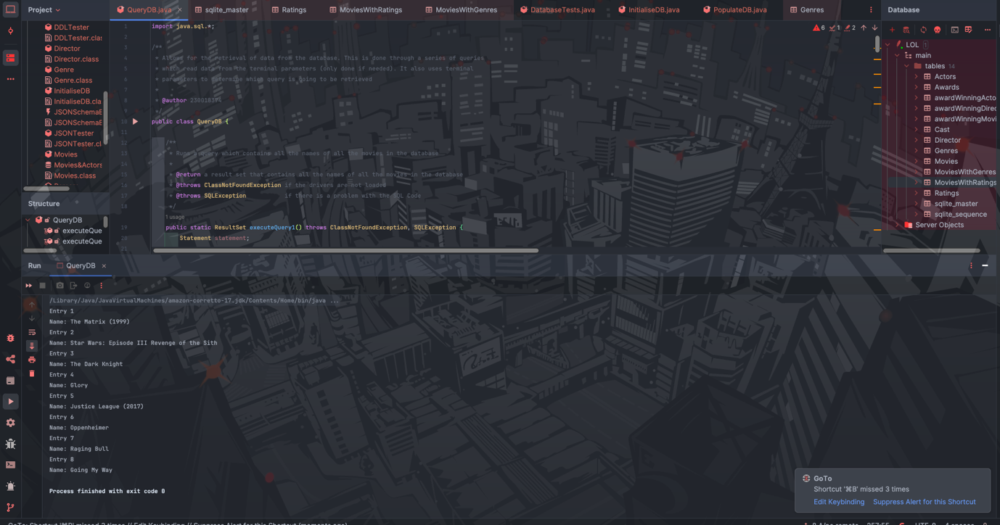 Project
QueryDB.java
sqlite_master
Ratings
MoviesWithRatings
MoviesWithGenres
DatabaseTests.java
InitialiseDB.java
PopulateDB.java
Genres
Database
DDLTester
DDLTester.clas
Director
Director.class
Genre
Genre.class
InitialiseDB
InitialiseDB.cla
JSONSchemaE
JSONSchemaE
JSONTester
JSONTester.cl
Movies
Movies&Actors
Movies.class
Structure
QueryDB
executeQue
executeQue
1 import java.sql.*;
2
3 /**
4 * Allows for the retrieval of data from the database. This is done through a series of queries
5 * which read data from the terminal parameters (only done if needed). It also uses terminal
6 * parameters to determine which query is going to be retrieved
7 *
8 * @author 230018374
9 */
10 public class QueryDB {
11
12 /**
13 * Runs a query which contains all the names of all the movies in the database
14 *
15 * @return a result set that contains all the names of all the movies in the database
16 * @throws ClassNotFoundException if the drivers are not loaded
17 * @throws SQLException if there is a problem with the SQL Code
18 */
1 usage
19 public static ResultSet executeQuery1() throws ClassNotFoundException, SQLException {
20 Statement statement;
21
6 1 2
LOL 1
main
tables 14
Actors
Awards
awardWinningActo
awardWinningDirec
awardWinningMovi
Cast
Director
Genres
Movies
MoviesWithGenres
MoviesWithRatings
Ratings
sqlite_master
sqlite_sequence
Server Objects
Run
QueryDB
/Library/Java/JavaVirtualMachines/amazon-corretto-17.jdk/Contents/Home/bin/java ...
Entry 1
Name: The Matrix (1999)
Entry 2
Name: Star Wars: Episode III Revenge of the Sith
Entry 3
Name: The Dark Knight
Entry 4
Name: Glory
Entry 5
Name: Justice League (2017)
Entry 6
Name: Oppenheimer
Entry 7
Name: Raging Bull
Entry 8
Name: Going My Way
Process finished with exit code 0
GoTo
Shortcut '⌘B' missed 3 times
Edit Keybinding Suppress Alert for this Shortcut
GoTo: Shortcut '⌘B' missed 3 times // Edit Keybinding // Suppress Alert for this Shortcut (moments ago)
257:55 UTF-8 4 spaces